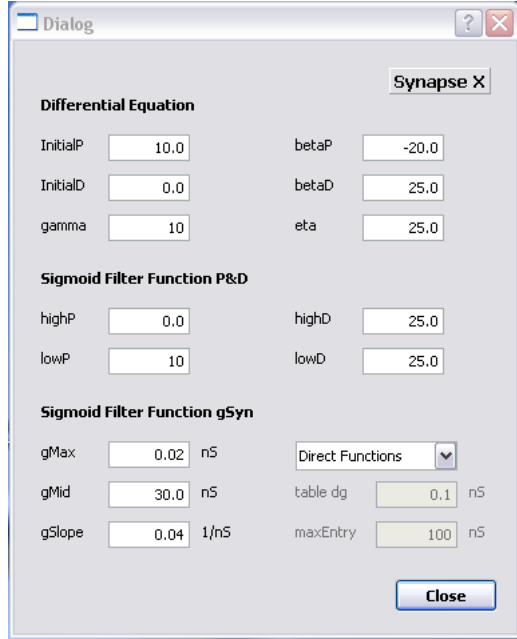 Dialog
Synapse X
Differential Equation
InitialP 10.0 betaP -20.0
InitialD 0.0 betaD 25.0
gamma 10 eta 25.0
Sigmoid Filter Function P&D
highP 0.0 highD 25.0
lowP 10 lowD 25.0
Sigmoid Filter Function gSyn
gMax 0.02 nS Direct Functions
gMid 30.0 nS table dg 0.1 nS
gSlope 0.04 1/nS maxEntry 100 nS
Close